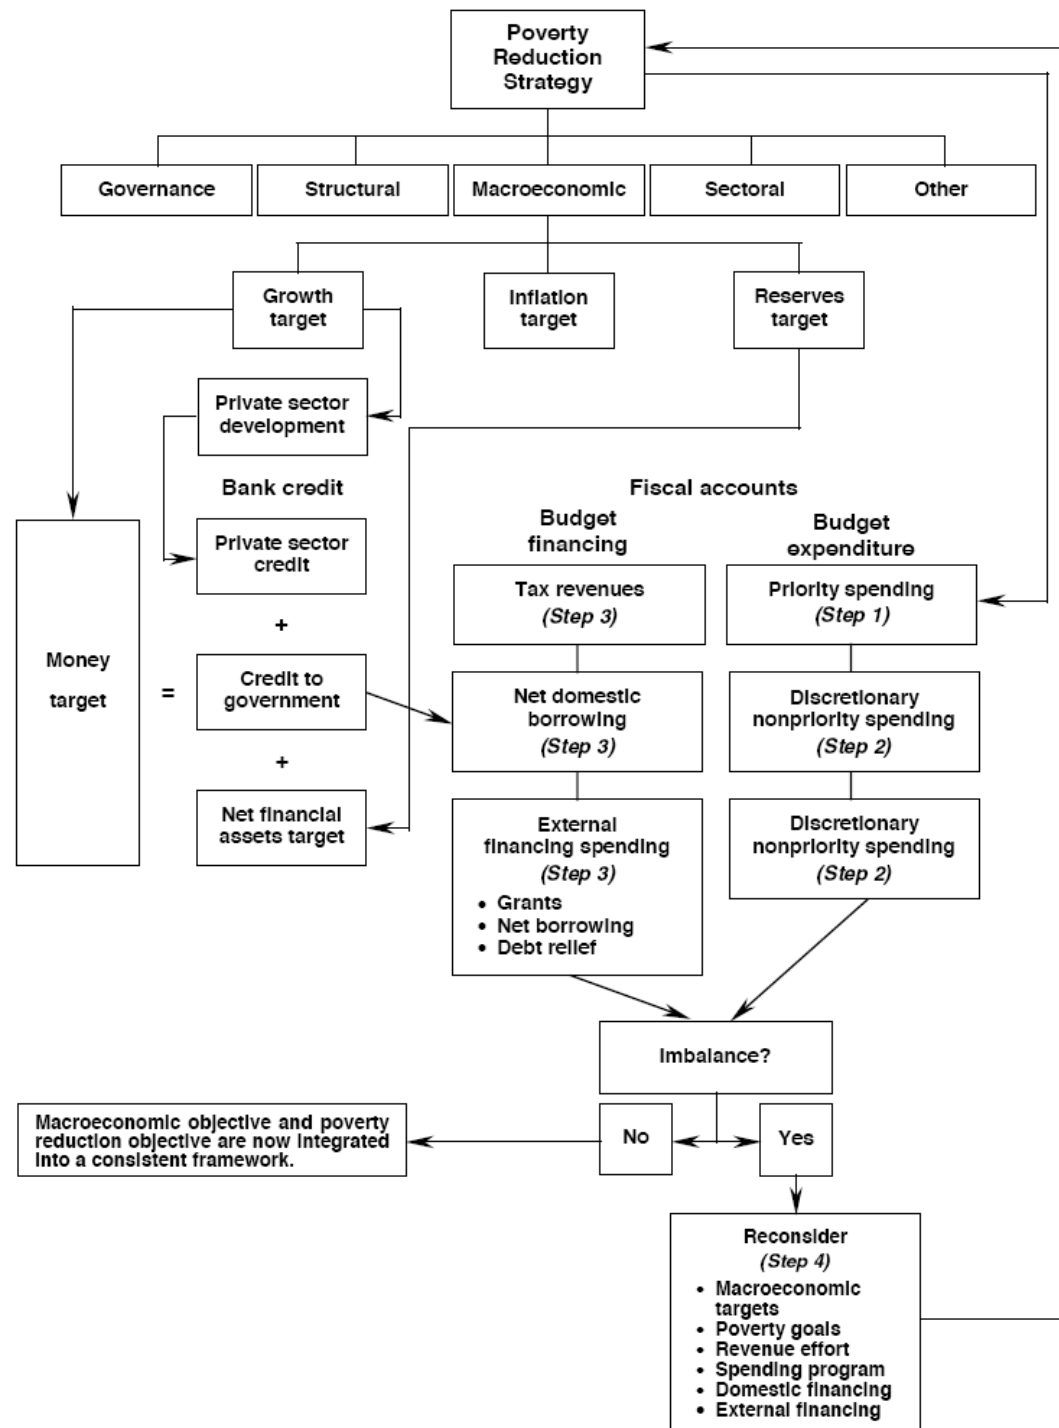 Poverty
Reduction
Strategy
Governance
Structural
Macroeconomic
Sectoral
Other
Growth
target
Inflation
target
Reserves
target
Private sector
development
Bank credit
Fiscal accounts
Budget
financing
Budget
expenditure
Private sector
credit
Tax revenues
(Step 3)
Priority spending
(Step 1)
+
Money
target
=
Credit to
government
Net domestic
borrowing
(Step 3)
Discretionary
nonpriority spending
(Step 2)
+
Net financial
assets target
External
financing spending
(Step 3)
• Grants
• Net borrowing
• Debt relief
Discretionary
nonpriority spending
(Step 2)
Imbalance?
Macroeconomic objective and poverty
reduction objective are now integrated
into a consistent framework.
No
Yes
Reconsider
(Step 4)
• Macroeconomic
targets
• Poverty goals
• Revenue effort
• Spending program
• Domestic financing
• External financing